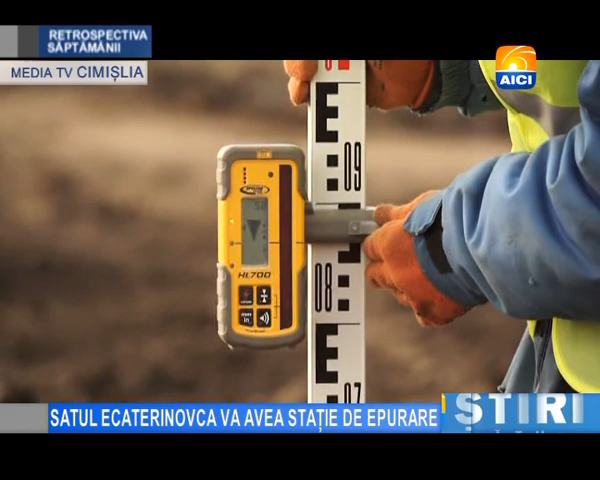 RETROSPECTIVA
SĂPTĂMÂNII
MEDIA TV CIMIȘLIA
AICI
09
08
07
HL700
SATUL ECATERINOVCA VA AVEA STAȚIE DE EPURARE
ȘTIRI